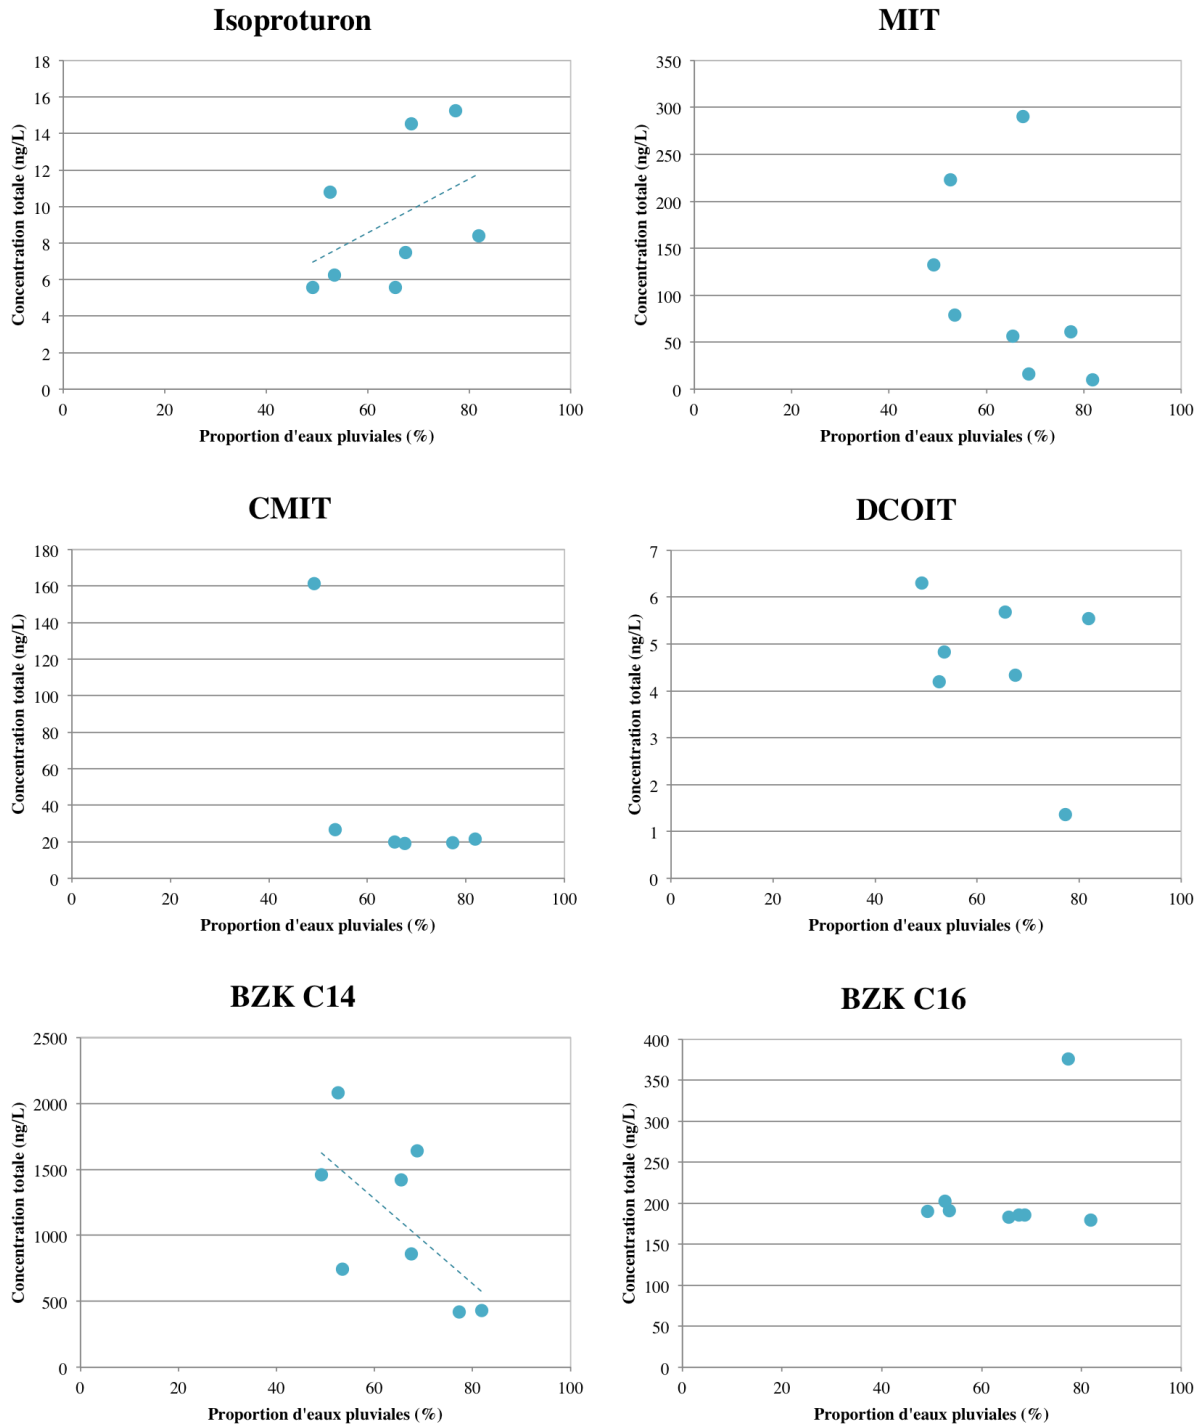 Isoproturon
Concentration totale (ng/L)
18
16
14
12
10
8
6
4
2
0
0 20 40 60 80 100
Proportion d'eaux pluviales (%)
MIT
Concentration totale (ng/L)
350
300
250
200
150
100
50
0
0 20 40 60 80 100
Proportion d'eaux pluviales (%)
CMIT
Concentration totale (ng/L)
180
160
140
120
100
80
60
40
20
0
0 20 40 60 80 100
Proportion d'eaux pluviales (%)
DCOIT
Concentration totale (ng/L)
7
6
5
4
3
2
1
0
0 20 40 60 80 100
Proportion d'eaux pluviales (%)
BZK C14
Concentration totale (ng/L)
2500
2000
1500
1000
500
0
0 20 40 60 80 100
Proportion d'eaux pluviales (%)
BZK C16
Concentration totale (ng/L)
400
350
300
250
200
150
100
50
0
0 20 40 60 80 100
Proportion d'eaux pluviales (%)